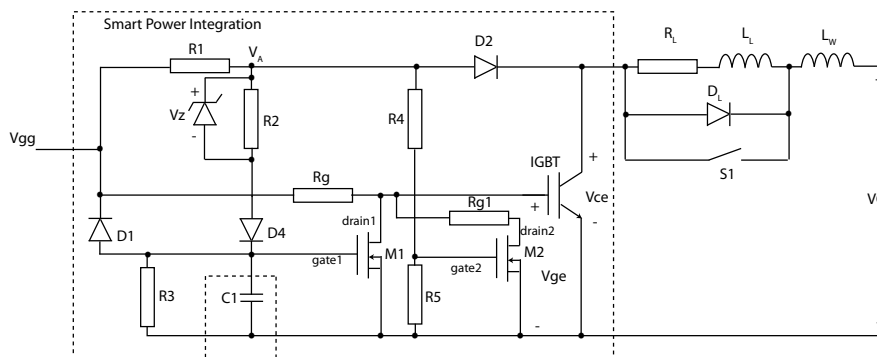 Smart Power Integration
R1
V_A
D2
R_L
L_L
L_W
+
Vz
-
R2
R4
D_L
Vgg
S1
IGBT
+
Vce
-
Rg
+
Rg1
D1
D4
drain1
drain2
gate1
M1
M2
gate2
Vge
R3
C1
R5
-